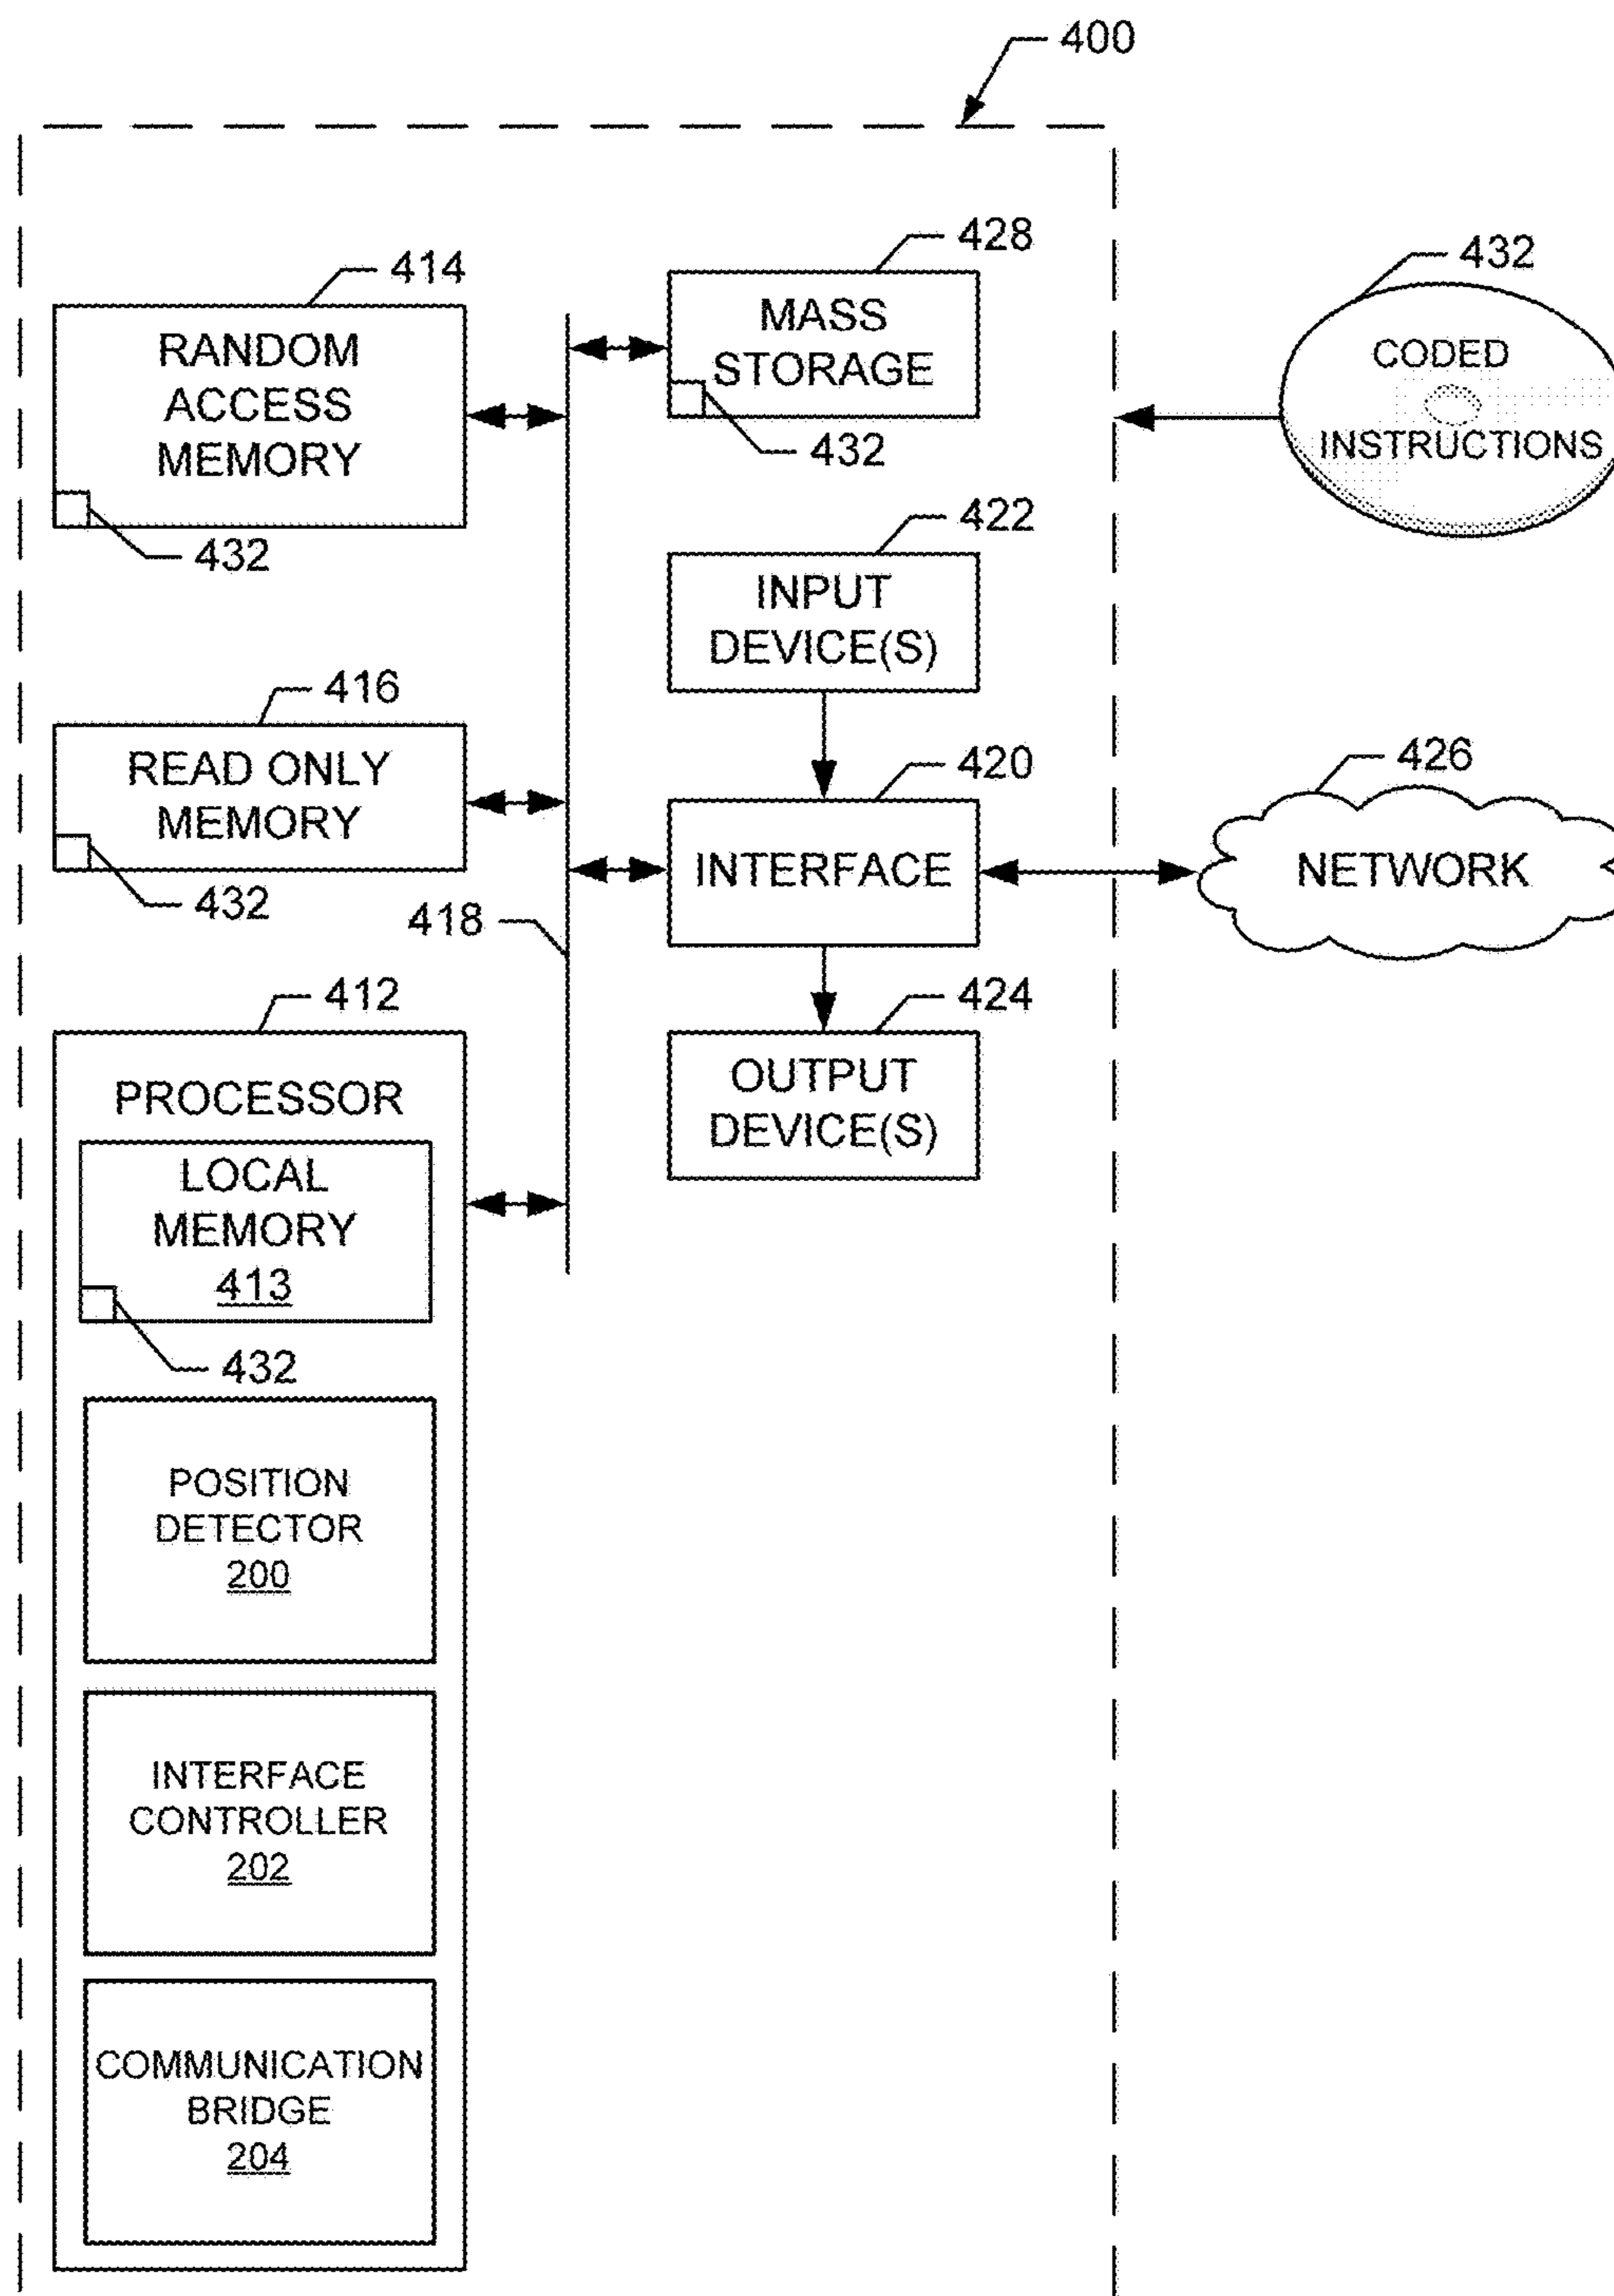 400
414
RANDOM
ACCESS
MEMORY
432
428
MASS
STORAGE
432
432
CODED
INSTRUCTIONS
422
INPUT
DEVICE(S)
416
READ ONLY
MEMORY
432
418
420
INTERFACE
426
NETWORK
412
PROCESSOR
LOCAL
MEMORY
413
432
424
OUTPUT
DEVICE(S)
POSITION
DETECTOR
200
INTERFACE
CONTROLLER
202
COMMUNICATION
BRIDGE
204